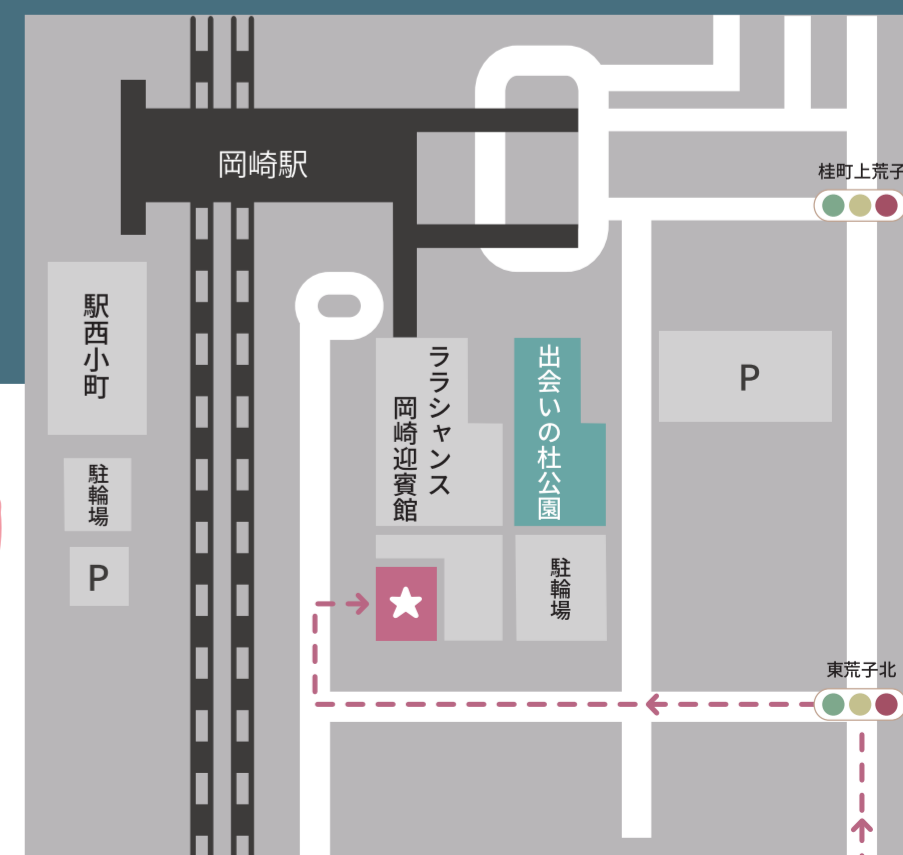 岡崎駅
桂町上荒子
駅西小町
ララシャンス
岡崎迎賓館
出会いの杜公園
P
駐輪場
P
駐輪場
東荒子北